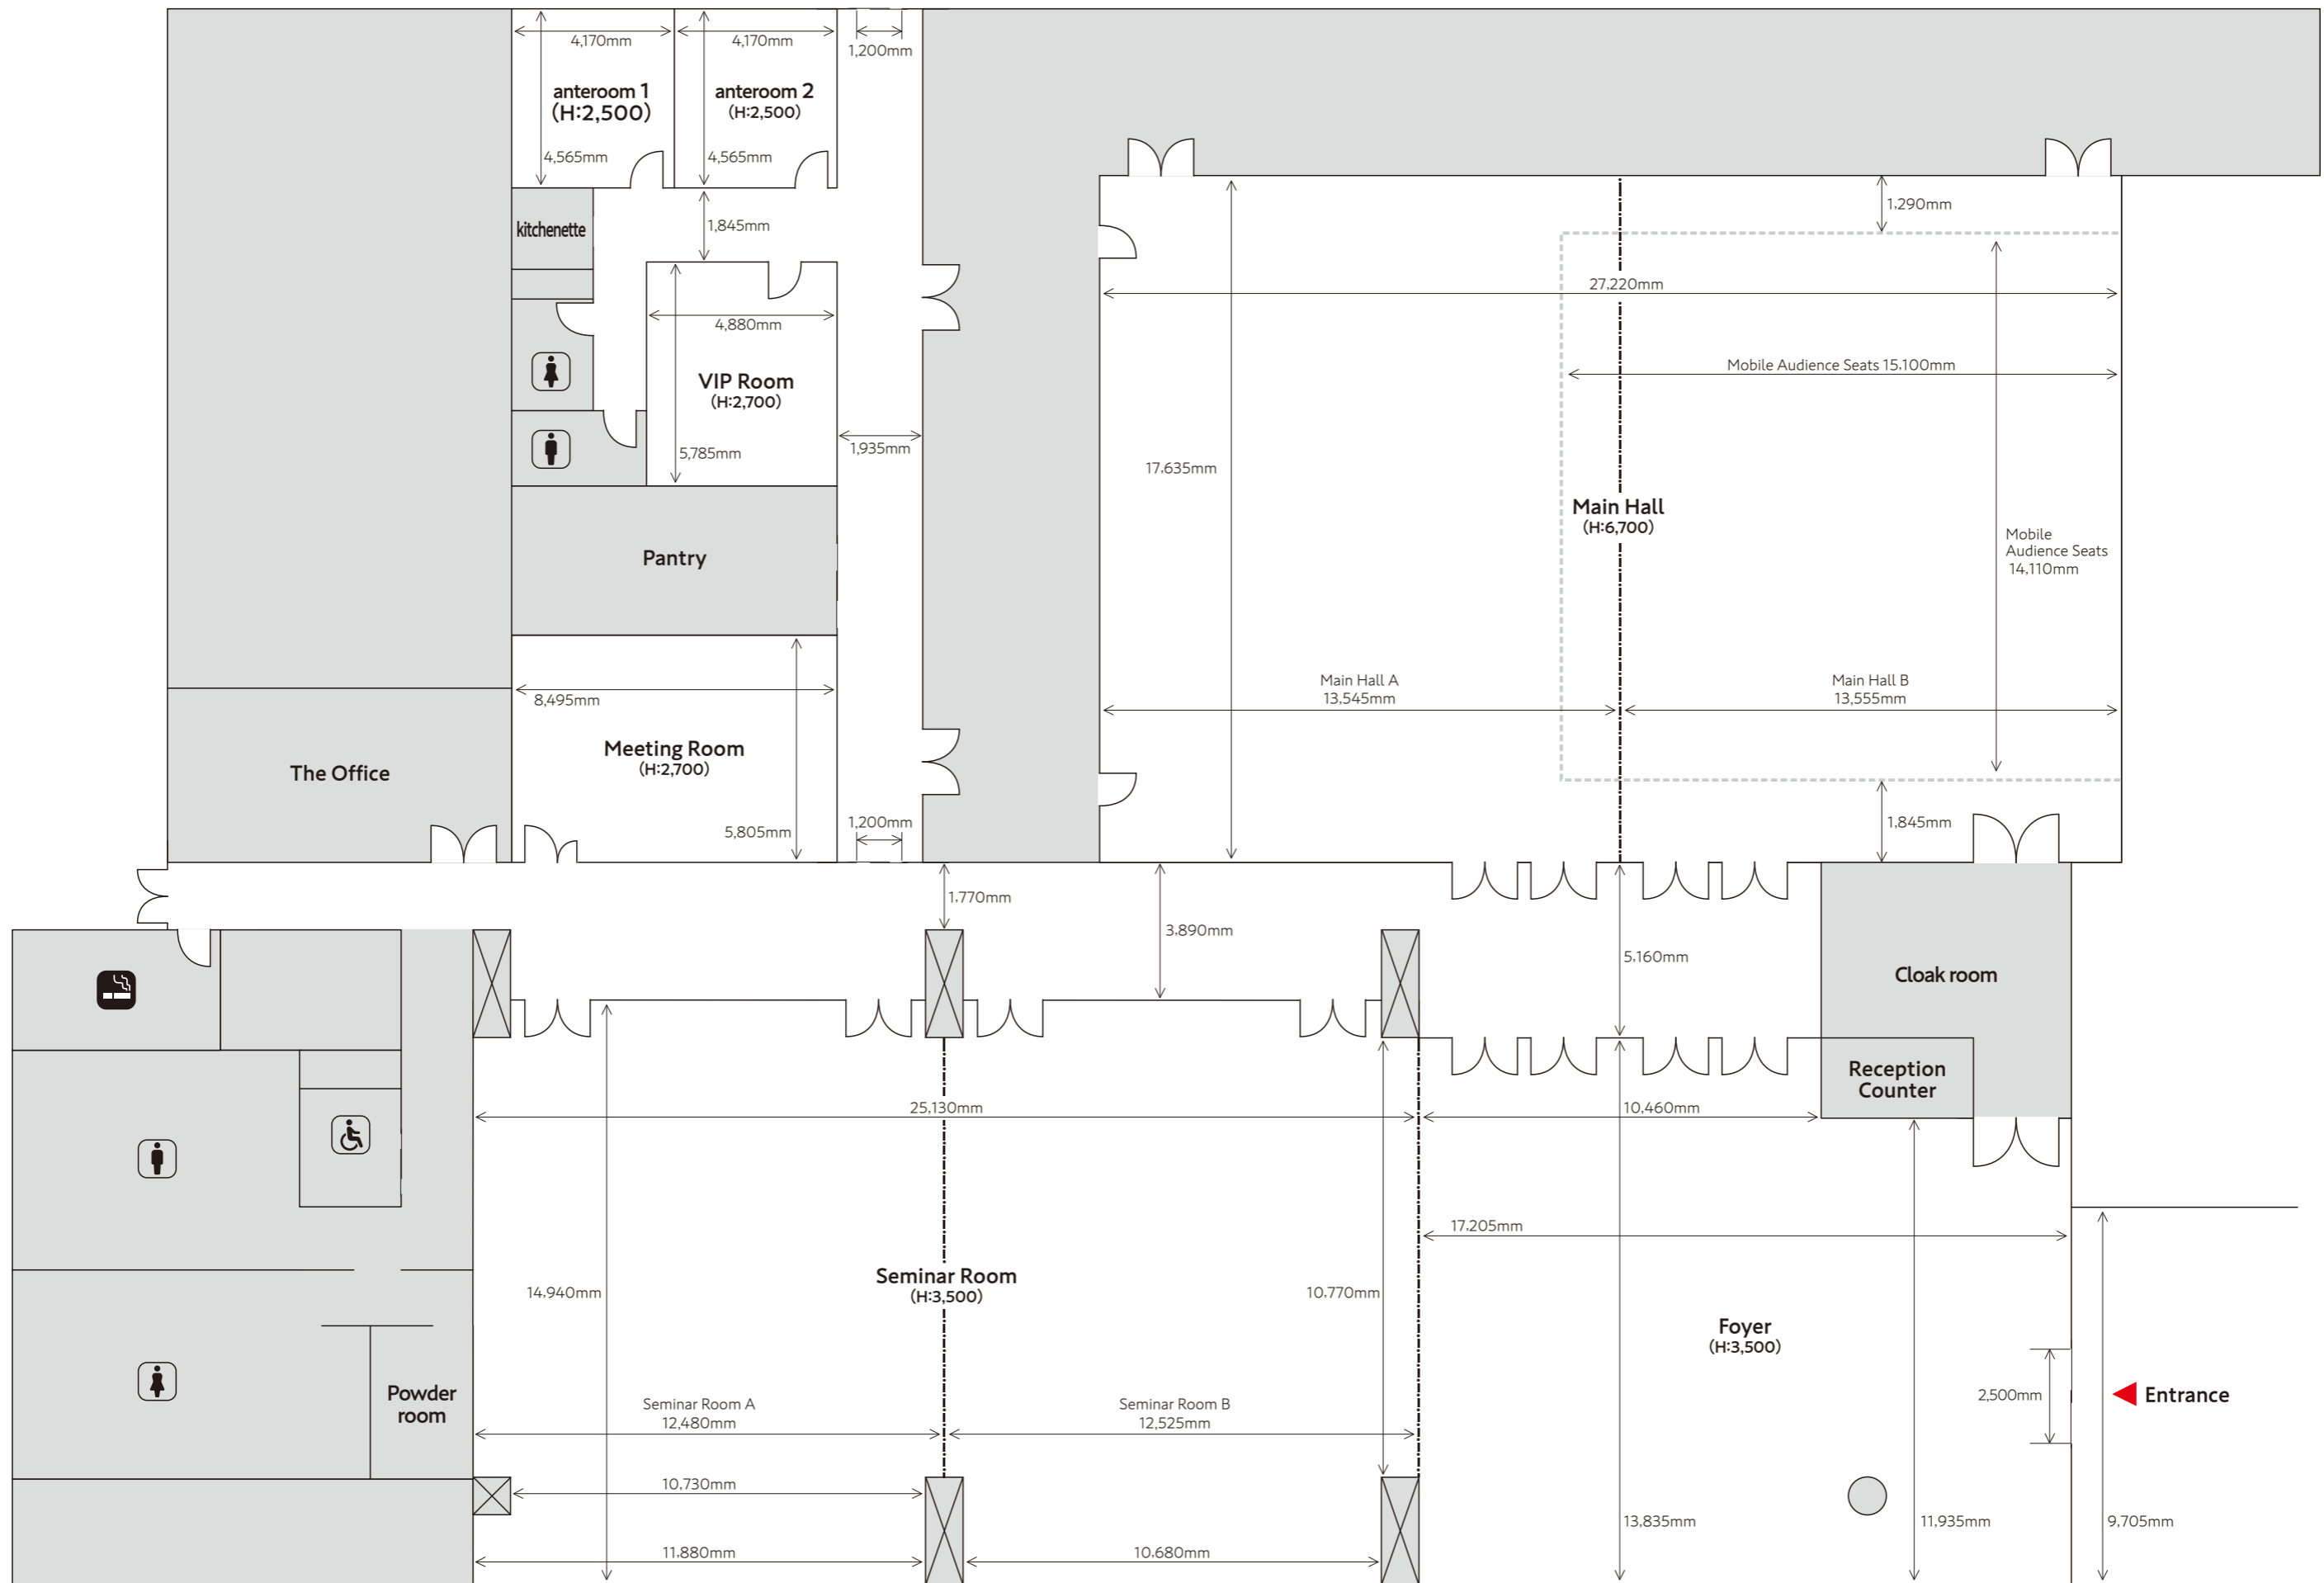 4,170mm
4,170mm
1,200mm
anteroom 1
(H:2,500)
anteroom 2
(H:2,500)
4,565mm
4,565mm
kitchenette
1,845mm
1.290mm
27,220mm
4,880mm
Mobile Audience Seats 15,100mm
VIP Room
(H:2,700)
5,785mm
1,935mm
17,635mm
Main Hall
(H:6,700)
Pantry
Mobile
Audience Seats
14,110mm
Main Hall A
13,545mm
Main Hall B
13,555mm
8,495mm
Meeting Room
(H:2,700)
The Office
5,805mm
1,200mm
1,845mm
1,770mm
3,890mm
5,160mm
Cloak room
Reception
Counter
25,130mm
10,460mm
17,205mm
14,940mm
Seminar Room
(H:3,500)
10,770mm
Foyer
(H:3,500)
Powder
room
Seminar Room A
12,480mm
Seminar Room B
12,525mm
2,500mm
Entrance
10,730mm
13,835mm
11,935mm
9,705mm
11,880mm
10,680mm